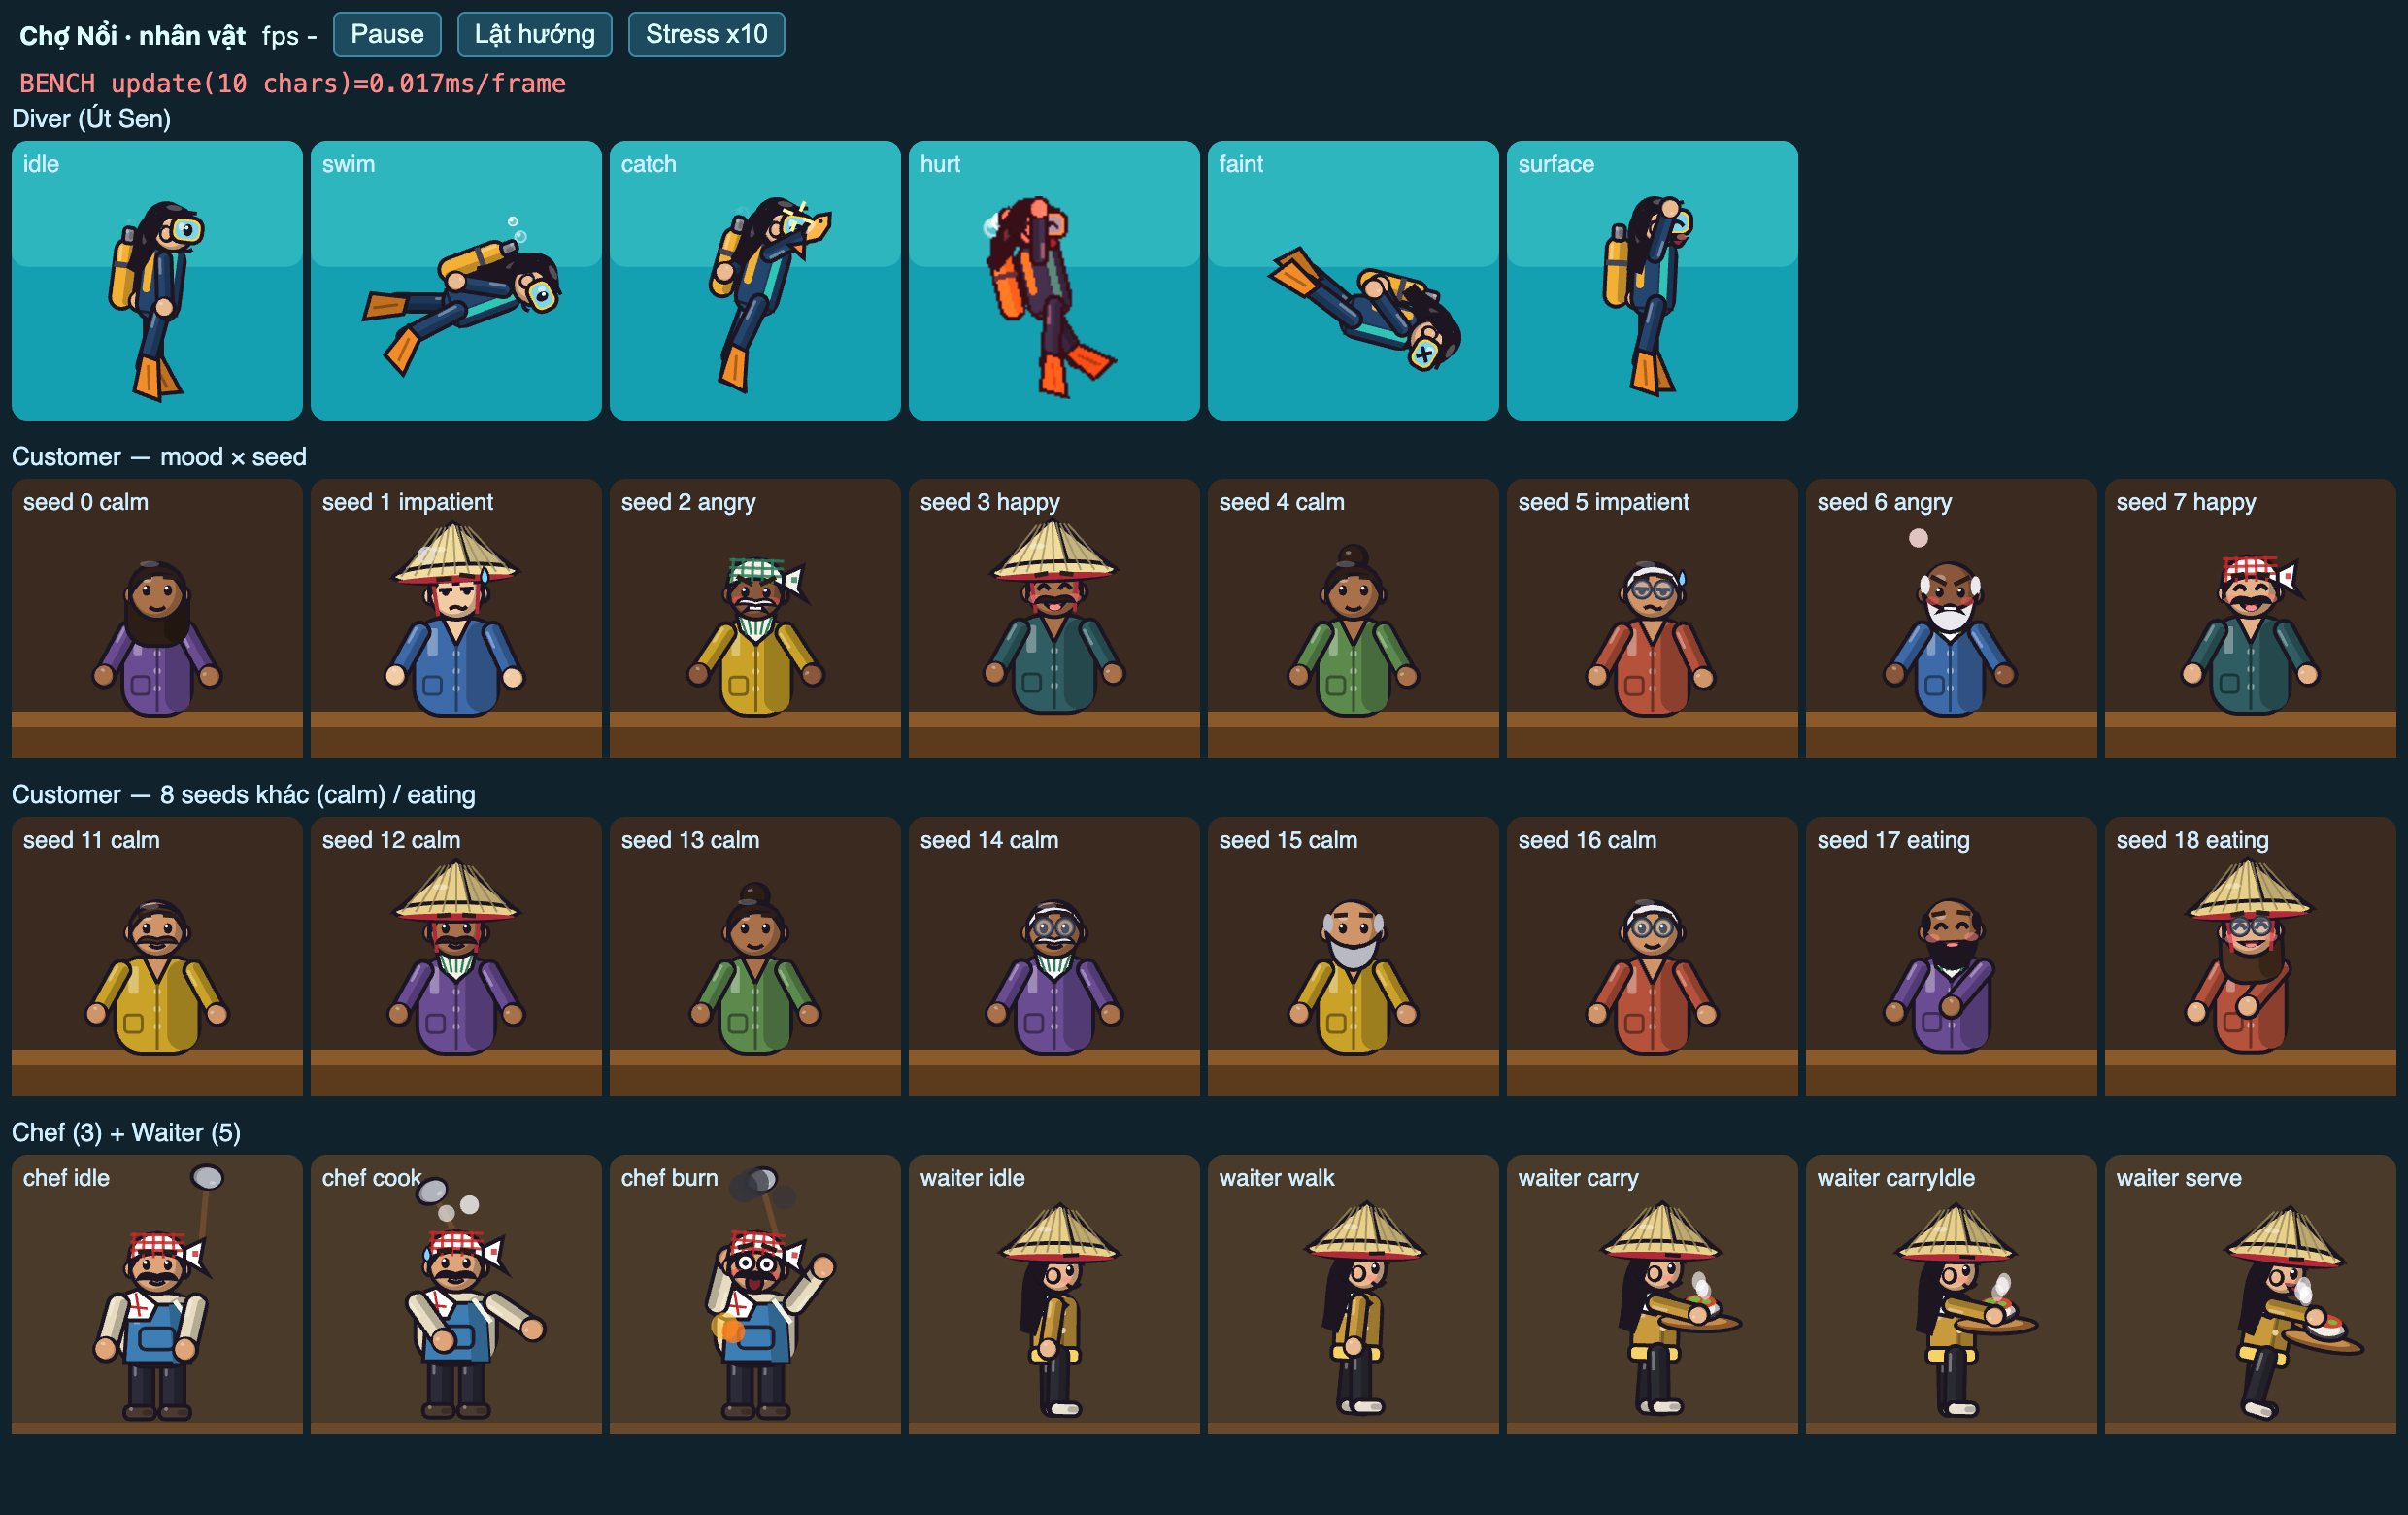 Chợ Nổi · nhân vật fps - Pause Lật hướng Stress x10
BENCH update(10 chars)=0.017ms/frame
Diver (Út Sen)
idle swim catch hurt faint surface
Customer — mood × seed
seed 0 calm seed 1 impatient seed 2 angry seed 3 happy seed 4 calm seed 5 impatient seed 6 angry seed 7 happy
Customer — 8 seeds khác (calm) / eating
seed 11 calm seed 12 calm seed 13 calm seed 14 calm seed 15 calm seed 16 calm seed 17 eating seed 18 eating
Chef (3) + Waiter (5)
chef idle chef cook chef burn waiter idle waiter walk waiter carry waiter carryIdle waiter serve